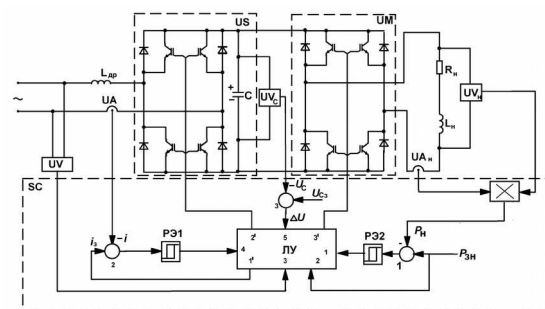 US
UM
Lдр
UA
~
UV
+
−
C
UVC
Rн
Lн
UVн
UAн
SC
−UC
UCз
3
ΔU
iз
−i
2
РЭ1
2'
5
3'
4
ЛУ
1
1'
3
2
РЭ2
-
1
Pн
Pзн